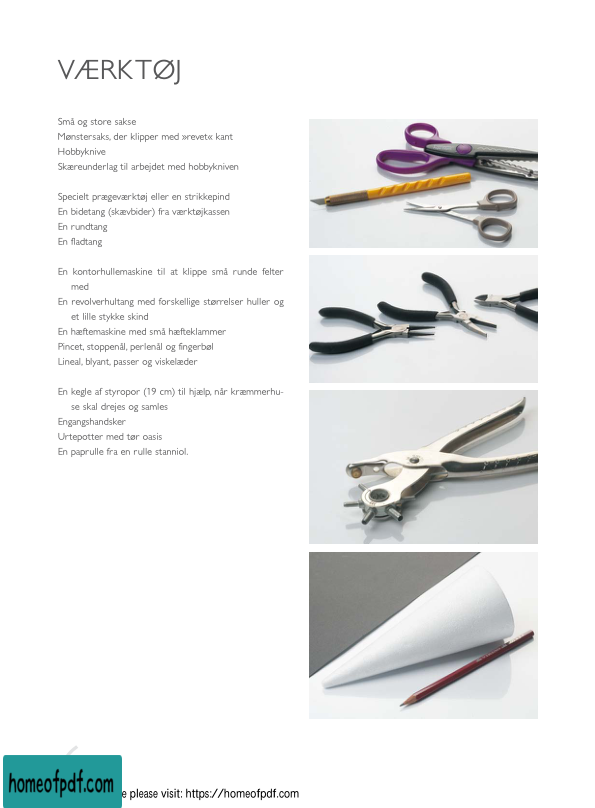 VÆRKTØJ
Små og store sakse
Mønstersaks, der klipper med »revet« kant
Hobbyknive
Skæreunderlag til arbejdet med hobbykniven
Specielt prægeværktøj eller en strikkepind
En bidetang (skævbider) fra værktøjkassen
En rundtang
En fladtang
En kontorhullemaskine til at klippe små runde felter
med
En revolverhultang med forskellige størrelser huller og
et lille stykke skind
En hæftemaskine med små hæfteklammer
Pincet, stoppenål, perlenål og fingerbøl
Lineal, blyant, passer og viskelæder
En kegle af styropor (19 cm) til hjælp, når kræmmerhu-
se skal drejes og samles
Engangshandsker
Urtepotter med tør oasis
En paprulle fra en rulle stanniol.
homeofpdf.com
e please visit: https://homeofpdf.com